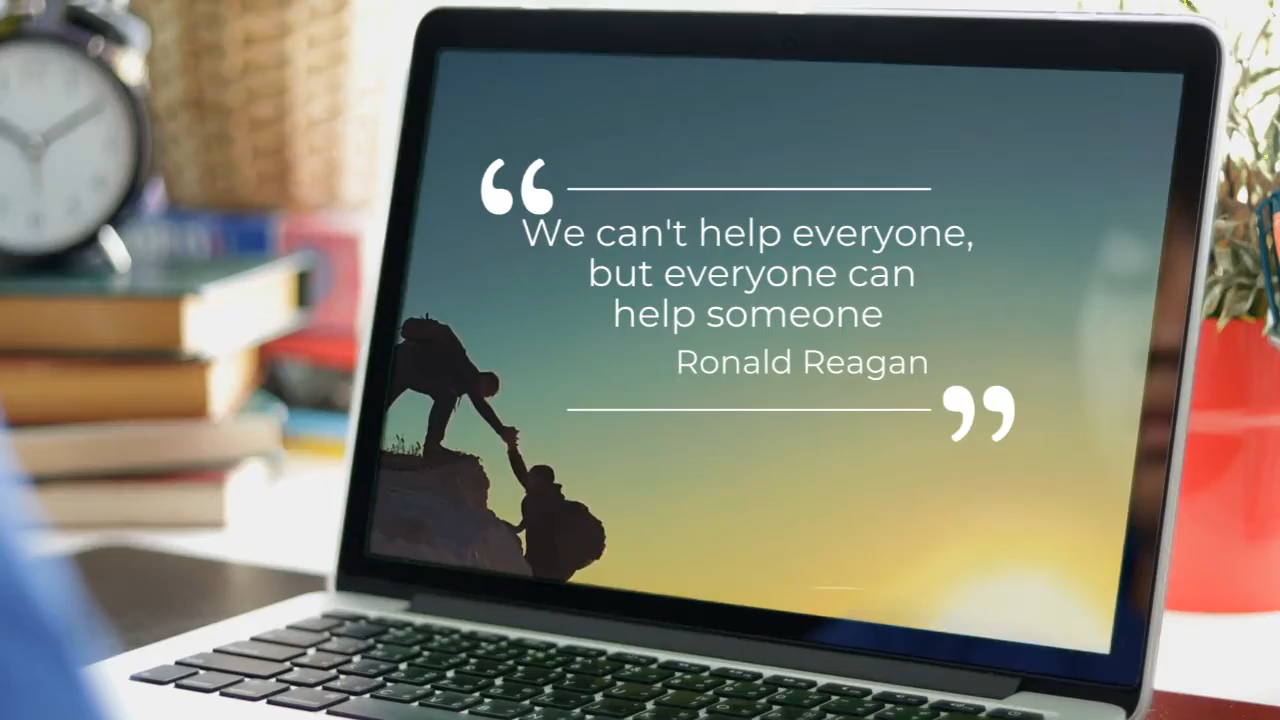 “
We can't help everyone,
but everyone can
help someone
Ronald Reagan
”